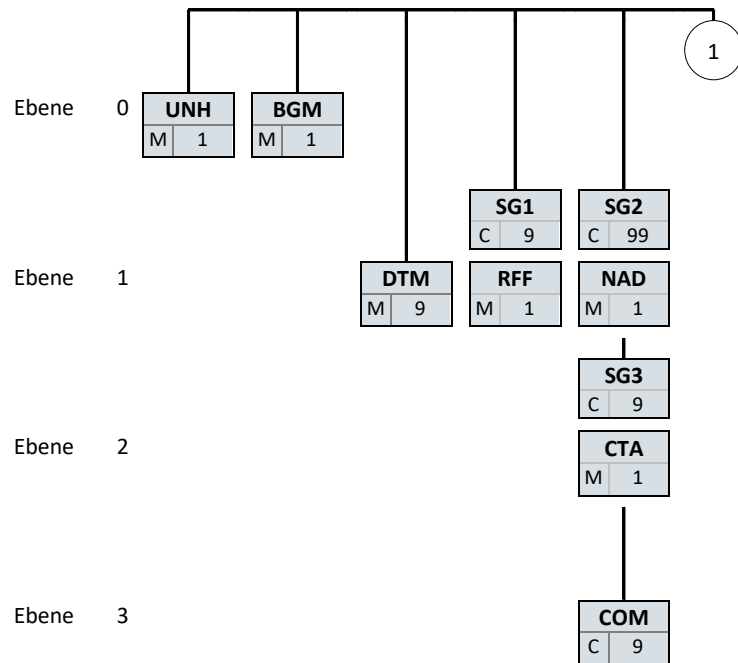 1
Ebene 0 UNH BGM
M 1 M 1
SG1 SG2
C 9 C 99
Ebene 1 DTM RFF NAD
M 9 M 1 M 1
SG3
C 9
Ebene 2 CTA
M 1
Ebene 3 COM
C 9